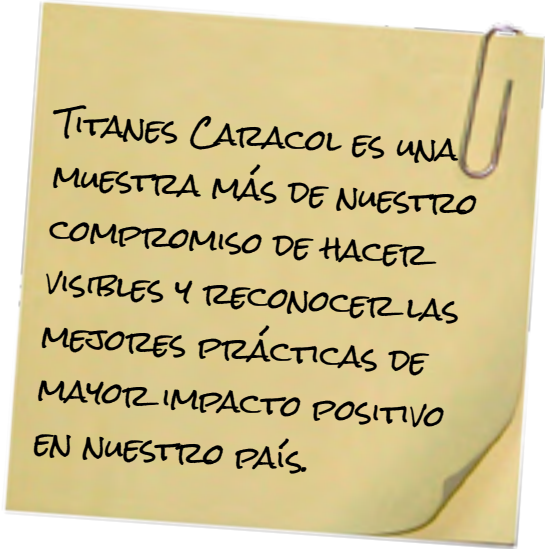 Titanes Caracol es una
muestra más de nuestro
compromiso de hacer
visibles y reconocer las
mejores prácticas de
mayor impacto positivo
en nuestro país.